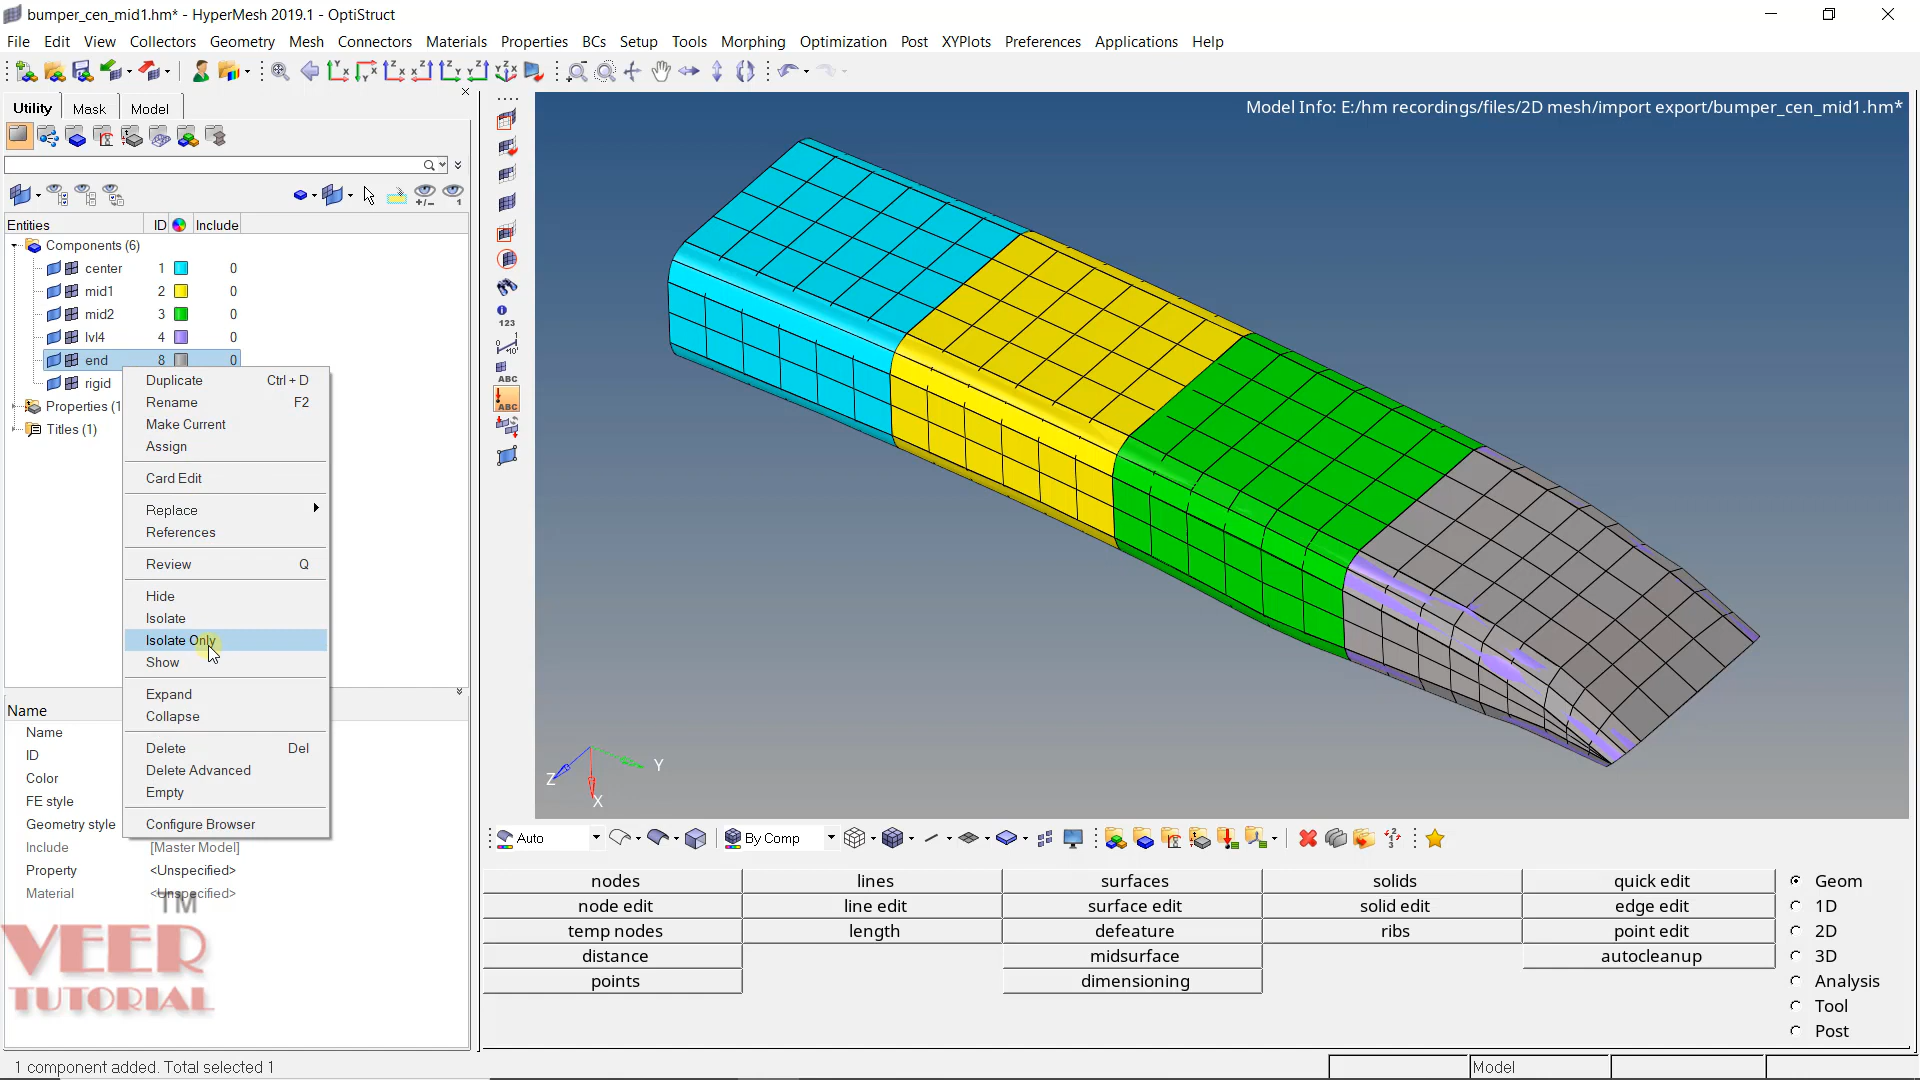 bumper_cen_mid1.hm* - HyperMesh 2019.1 - OptiStruct
File Edit View Collectors Geometry Mesh Connectors Materials Properties BCs Setup Tools Morphing Optimization Post XYPlots Preferences Applications Help
Utility Mask Model
Model Info: E:/hm recordings/files/2D mesh/import export/bumper_cen_mid1.hm*
Entities ID Include
Components (6)
center 1 0
mid1 2 0
mid2 3 0
lvl4 4 0
end 8 0
rigid
Properties (1
Titles (1)
Duplicate Ctrl + D
Rename F2
Make Current
Assign
Card Edit
Replace
References
Review Q
Hide
Isolate
Isolate Only
Show
Expand
Collapse
Delete Del
Delete Advanced
Empty
Configure Browser
Name
Name
ID
Color
FE style
Geometry style
Include [Master Model]
Property <Unspecified>
Material <Unspecified>
TM
VEER
TUTORIAL
123
ABC
ABC
Z Y
X
Auto By Comp
nodes lines surfaces solids quick edit Geom
node edit line edit surface edit solid edit edge edit 1D
temp nodes length defeature ribs point edit 2D
distance midsurface autocleanup 3D
points dimensioning Analysis
Tool
Post
1 component added. Total selected 1
Model